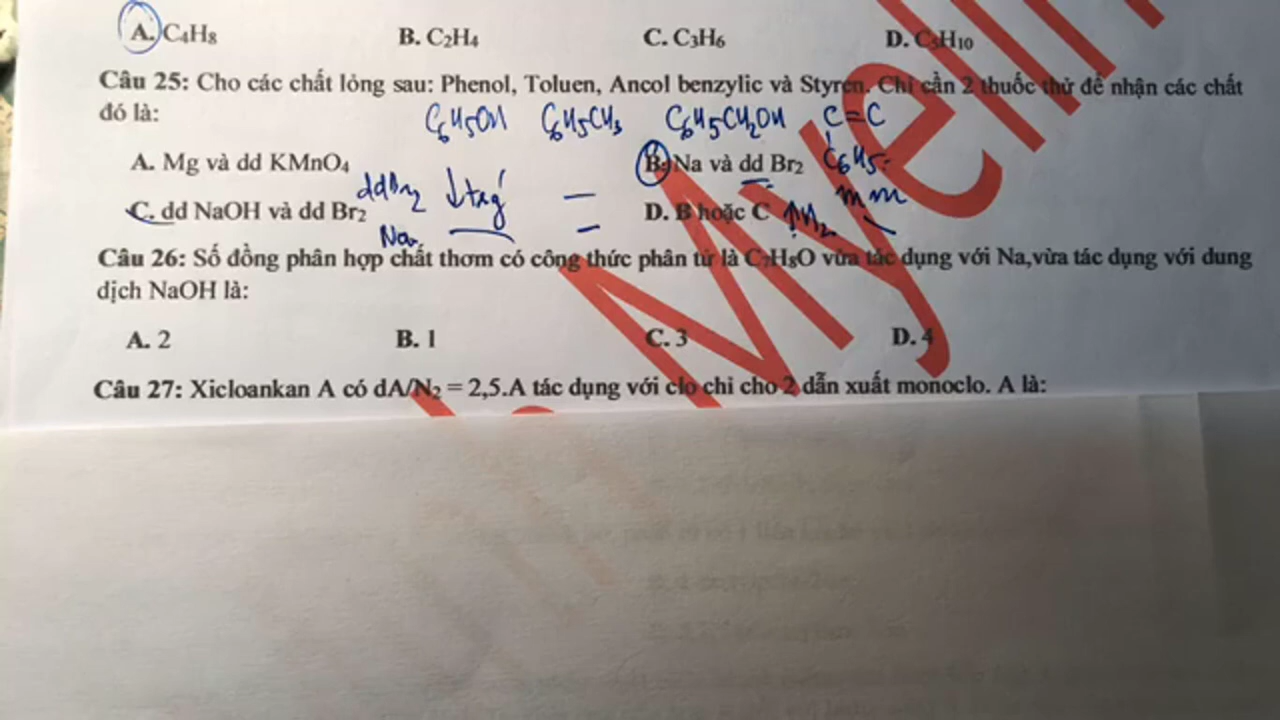 A. C₄H₈ B. C₂H₄ C. C₃H₆ D. C₅H₁₀
Câu 25: Cho các chất lỏng sau: Phenol, Toluen, Ancol benzylic và Styren. Chỉ cần 2 thuốc thử để nhận các chất
đó là:
C₆H₅OH C₆H₅CH₃ C₆H₅CH₂OH C=C
C₆H₅
A. Mg và dd KMnO₄ B. Na và dd Br₂
ddBr₂ ↓ — mm
C. dd NaOH và dd Br₂ D. B hoặc C ↑H₂
Na
Câu 26: Số đồng phân hợp chất thơm có công thức phân tử là C₇H₈O vừa tác dụng với Na,vừa tác dụng với dung
dịch NaOH là:
A. 2 B. 1 C. 3 D. 4
Câu 27: Xicloankan A có dA/N₂ = 2,5.A tác dụng với clo chỉ cho 2 dẫn xuất monoclo. A là: